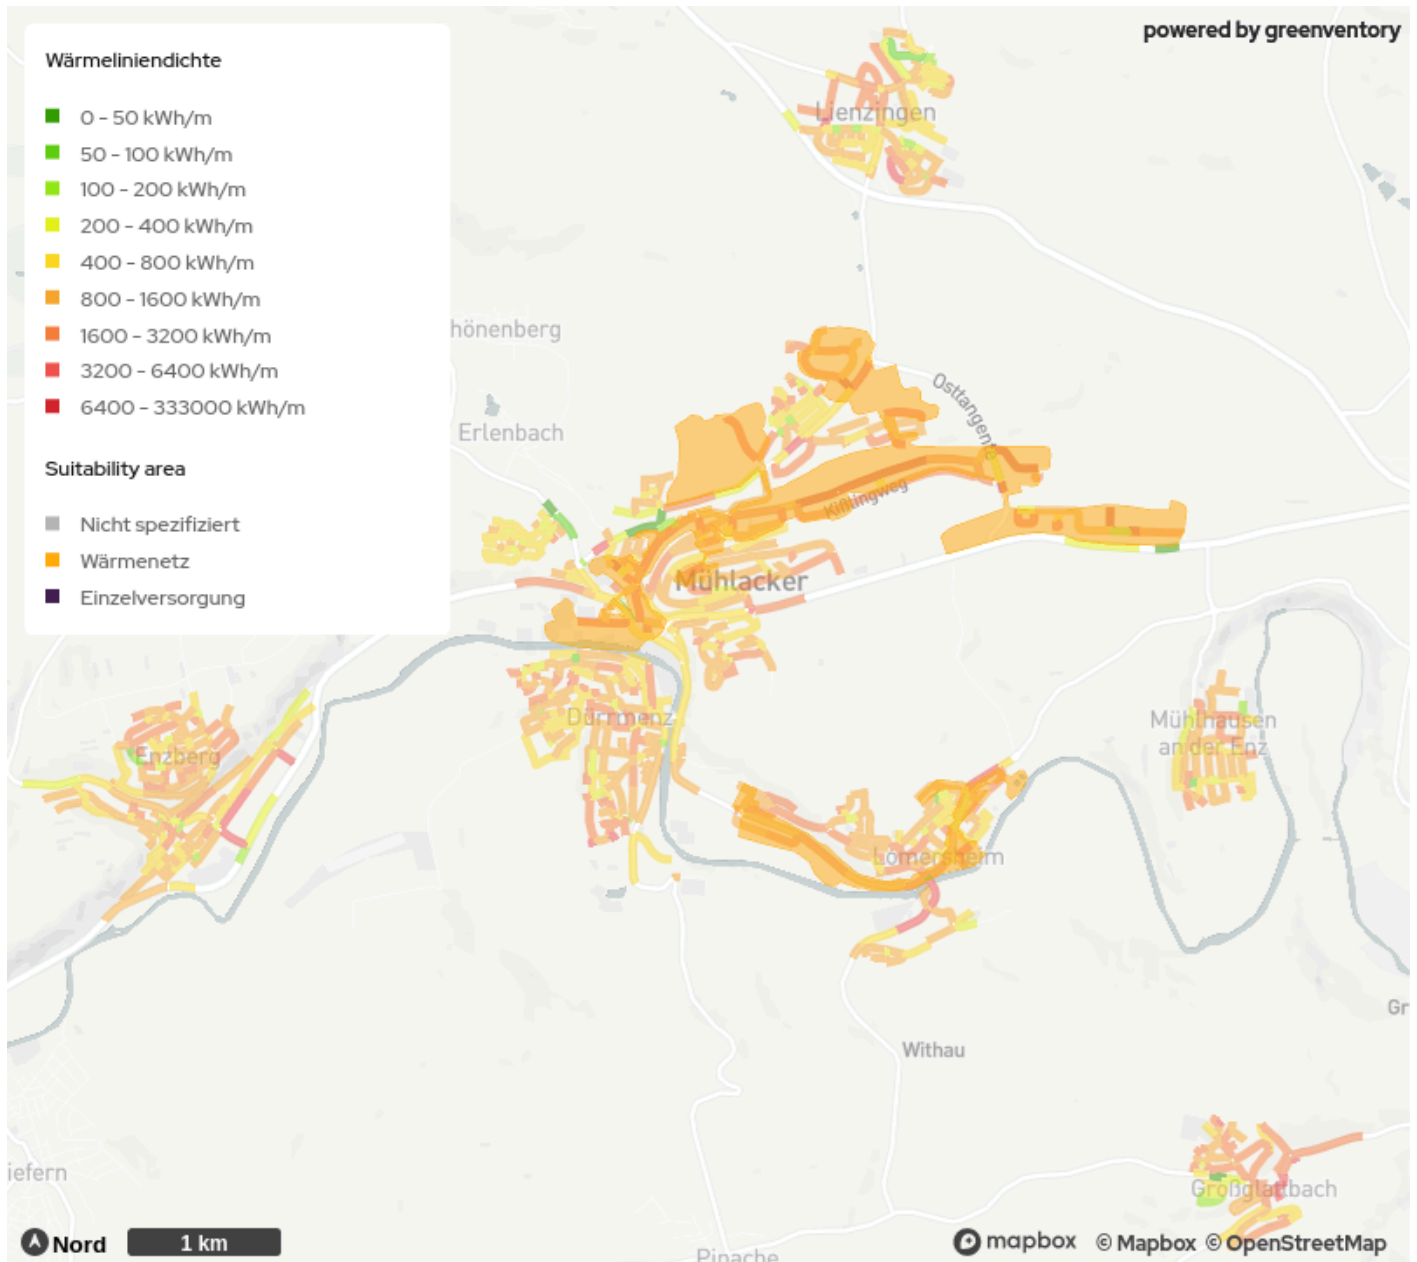 powered by greenventory
Wärmeliniendichte
0 - 50 kWh/m
50 - 100 kWh/m
100 - 200 kWh/m
200 - 400 kWh/m
400 - 800 kWh/m
800 - 1600 kWh/m
1600 - 3200 kWh/m
3200 - 6400 kWh/m
6400 - 333000 kWh/m
Suitability area
Nicht spezifiziert
Wärmenetz
Einzelversorgung
Lienzingen
hönenberg
Osttangente
Erlenbach
Kißlingweg
Mühlacker
Dürrmenz
Mühlhausen
an der Enz
Enzberg
Lomersheim
Gr
Withau
iefern
Großglattbach
Pinache
Nord
1 km
mapbox
© Mapbox © OpenStreetMap